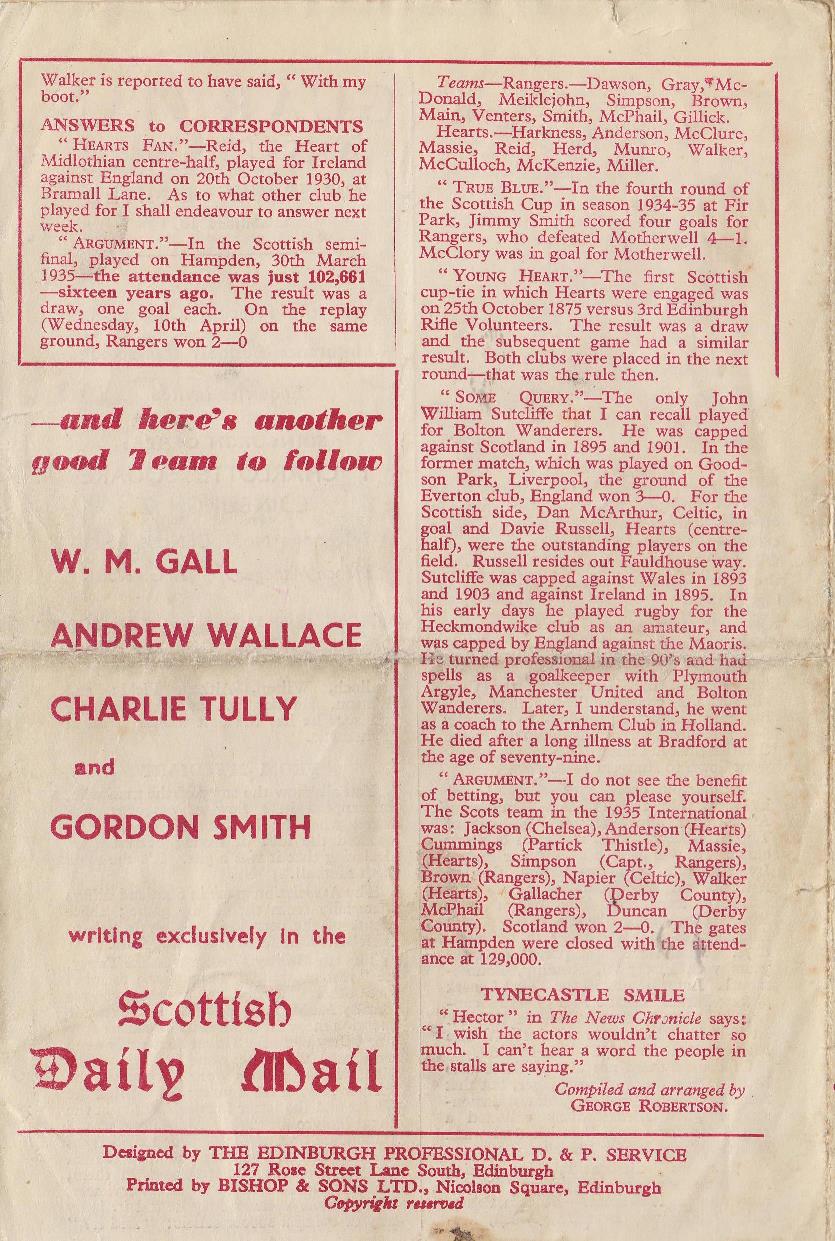 Walker is reported to have said, “ With my
boot.”
ANSWERS to CORRESPONDENTS
“ HEARTS FAN.”—Reid, the Heart of
Midlothian centre-half, played for Ireland
against England on 20th October 1930, at
Bramall Lane. As to what other club he
played for I shall endeavour to answer next
week.
“ ARGUMENT.”—In the Scottish semi-
final, played on Hampden, 30th March
1935—the attendance was just 102,661
—sixteen years ago. The result was a
draw, one goal each. On the replay
(Wednesday, 10th April) on the same
ground, Rangers won 2—0
—and here’s another
good Team to follow
W. M. GALL
ANDREW WALLACE
CHARLIE TULLY
and
GORDON SMITH
writing exclusively in the
Scottish
Daily Mail
Teams—Rangers.—Dawson, Gray, Mc-
Donald, Meiklejohn, Simpson, Brown,
Main, Venters, Smith, McPhail, Gillick.
Hearts.—Harkness, Anderson, McClure,
Massie, Reid, Herd, Munro, Walker,
McCulloch, McKenzie, Miller.
“ TRUE BLUE.”—In the fourth round of
the Scottish Cup in season 1934-35 at Fir
Park, Jimmy Smith scored four goals for
Rangers, who defeated Motherwell 4—1.
McClory was in goal for Motherwell.
“ YOUNG HEART.”—The first Scottish
cup-tie in which Hearts were engaged was
on 25th October 1875 versus 3rd Edinburgh
Rifle Volunteers. The result was a draw
and the subsequent game had a similar
result. Both clubs were placed in the next
round—that was the rule then.
“ SOME QUERY.”—The only John
William Sutcliffe that I can recall played
for Bolton Wanderers. He was capped
against Scotland in 1895 and 1901. In the
former match, which was played on Good-
son Park, Liverpool, the ground of the
Everton club, England won 3—0. For the
Scottish side, Dan McArthur, Celtic, in
goal and Davie Russell, Hearts (centre-
half), were the outstanding players on the
field. Russell resides out Fauldhouse way.
Sutcliffe was capped against Wales in 1893
and 1903 and against Ireland in 1895. In
his early days he played rugby for the
Heckmondwike club as an amateur, and
was capped by England against the Maoris.
He turned professional in the 90’s and had
spells as a goalkeeper with Plymouth
Argyle, Manchester United and Bolton
Wanderers. Later, I understand, he went
as a coach to the Arnhem Club in Holland.
He died after a long illness at Bradford at
the age of seventy-nine.
“ ARGUMENT.”—I do not see the benefit
of betting, but you can please yourself.
The Scots team in the 1935 International
was: Jackson (Chelsea), Anderson (Hearts)
Cummings (Partick Thistle), Massie,
(Hearts), Simpson (Capt., Rangers),
Brown (Rangers), Napier (Celtic), Walker
(Hearts), Gallacher (Derby County),
McPhail (Rangers), Duncan (Derby
County). Scotland won 2—0. The gates
at Hampden were closed with the attend-
ance at 129,000.
TYNECASTLE SMILE
“ Hector ” in The News Chronicle says:
“ I wish the actors wouldn’t chatter so
much. I can’t hear a word the people in
the stalls are saying.”
Compiled and arranged by
GEORGE ROBERTSON.
Designed by THE EDINBURGH PROFESSIONAL D. & P. SERVICE
127 Rose Street Lane South, Edinburgh
Printed by BISHOP & SONS LTD., Nicolson Square, Edinburgh
Copyright reserved